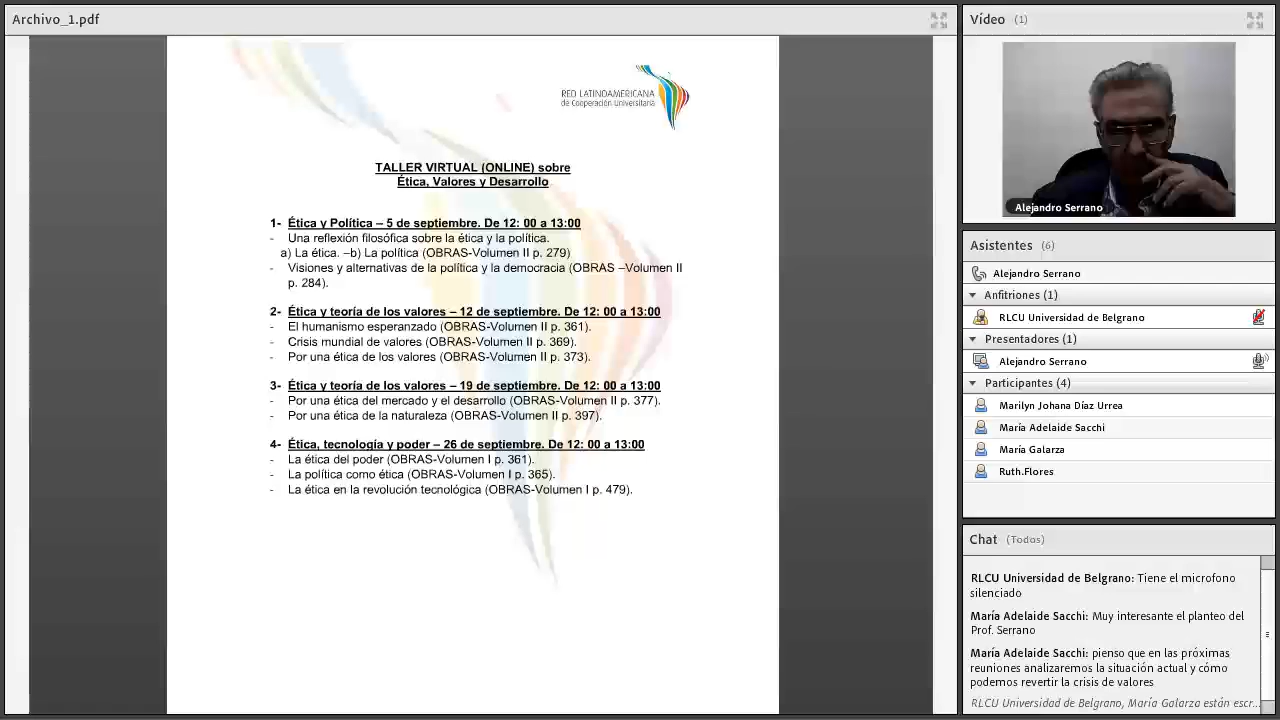 Archivo_1.pdf
RED LATINOAMERICANA
de Cooperación Universitaria
TALLER VIRTUAL (ONLINE) sobre
Ética, Valores y Desarrollo
1- Ética y Política – 5 de septiembre. De 12: 00 a 13:00
- Una reflexión filosófica sobre la ética y la política.
a) La ética. –b) La política (OBRAS-Volumen II p. 279)
- Visiones y alternativas de la política y la democracia (OBRAS –Volumen II
p. 284).
2- Ética y teoría de los valores – 12 de septiembre. De 12: 00 a 13:00
- El humanismo esperanzado (OBRAS-Volumen II p. 361).
- Crisis mundial de valores (OBRAS-Volumen II p. 369).
- Por una ética de los valores (OBRAS-Volumen II p. 373).
3- Ética y teoría de los valores – 19 de septiembre. De 12: 00 a 13:00
- Por una ética del mercado y el desarrollo (OBRAS-Volumen II p. 377).
- Por una ética de la naturaleza (OBRAS-Volumen II p. 397).
4- Ética, tecnología y poder – 26 de septiembre. De 12: 00 a 13:00
- La ética del poder (OBRAS-Volumen I p. 361).
- La política como ética (OBRAS-Volumen I p. 365).
- La ética en la revolución tecnológica (OBRAS-Volumen I p. 479).
Vídeo (1)
Alejandro Serrano
Asistentes (6)
Alejandro Serrano
Anfitriones (1)
RLCU Universidad de Belgrano
Presentadores (1)
Alejandro Serrano
Participantes (4)
Marilyn Johana Díaz Urrea
María Adelaide Sacchi
María Galarza
Ruth.Flores
Chat (Todos)
RLCU Universidad de Belgrano: Tiene el microfono
silenciado
María Adelaide Sacchi: Muy interesante el planteo del
Prof. Serrano
María Adelaide Sacchi: pienso que en las próximas
reuniones analizaremos la situación actual y cómo
podemos revertir la crisis de valores
RLCU Universidad de Belgrano, María Galarza están escr...